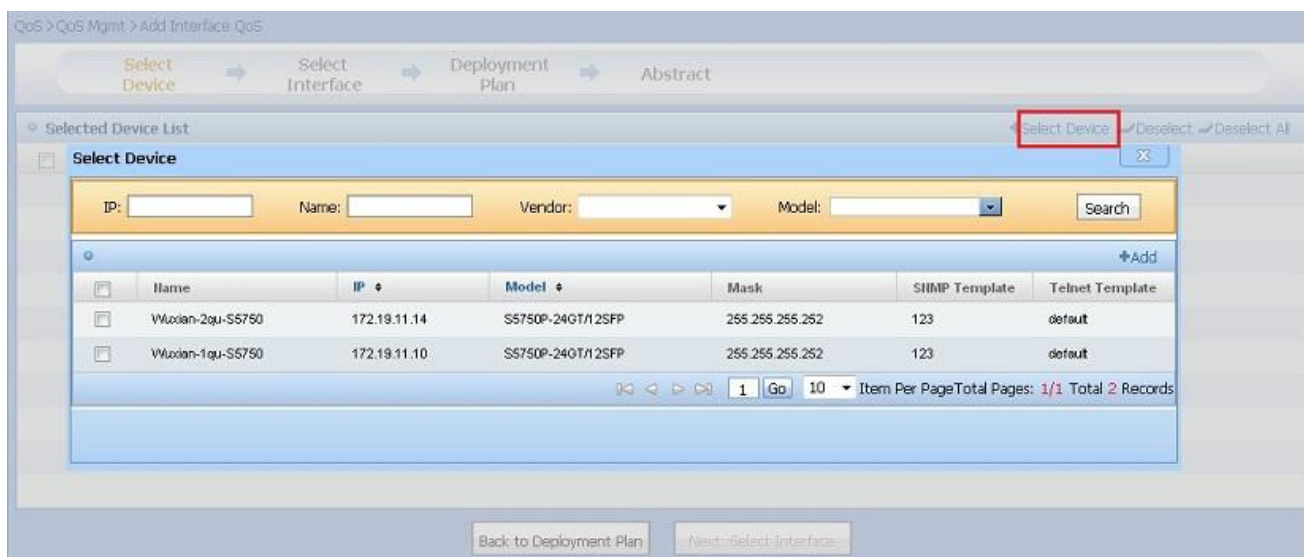 QoS > QoS Mgmt > Add Interface QoS
Select Device
Select Interface
Deployment Plan
Abstract
Selected Device List
Select Device Deselect Deselect All
Select Device
IP: Name: Vendor: Model: Search
Add
Name IP Model Mask SNMP Template Telnet Template
Wuxian-2qu-S5750 172.19.11.14 S5750P-24GT/12SFP 255.255.255.252 123 default
Wuxian-1qu-S5750 172.19.11.10 S5750P-24GT/12SFP 255.255.255.252 123 default
1 Go 10 Item Per PageTotal Pages: 1/1 Total 2 Records
Back to Deployment Plan Next: Select Interface